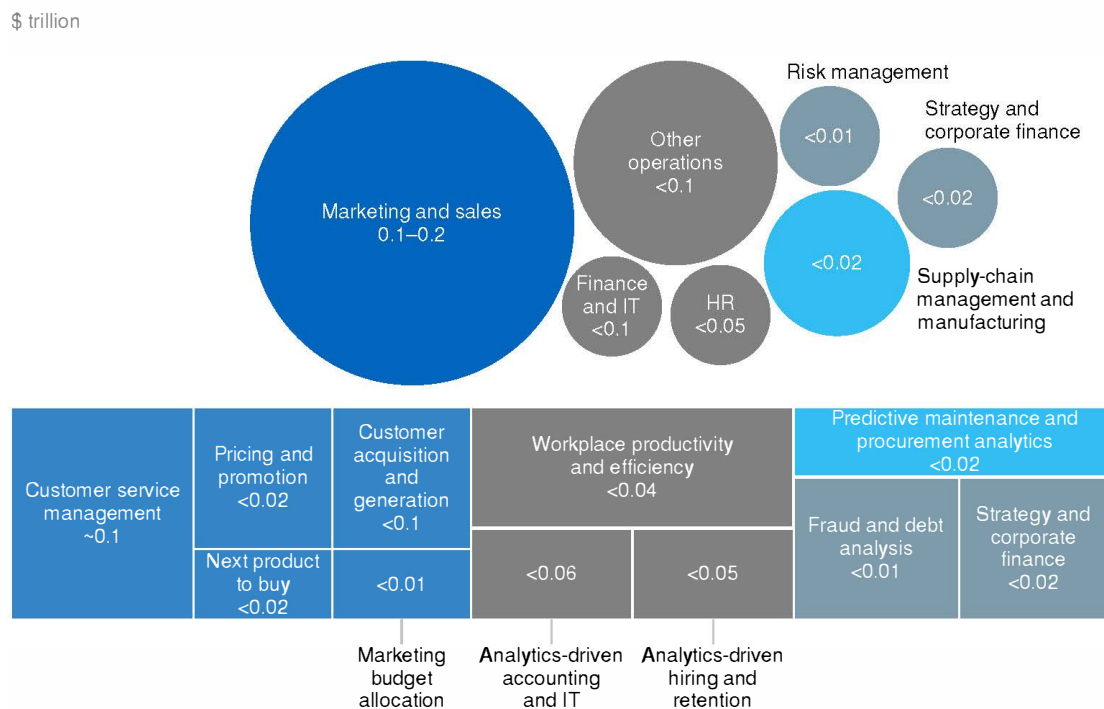 $ trillion
Risk management
<0.01
Strategy and
corporate finance
<0.02
Other
operations
<0.1
Marketing and sales
0.1–0.2
<0.02
Supply-chain
management and
manufacturing
Finance
and IT
<0.1
HR
<0.05
Customer service
management
~0.1
Pricing and
promotion
<0.02
Next product
to buy
<0.02
Customer
acquisition
and
generation
<0.1
<0.01
Marketing
budget
allocation
Workplace productivity
and efficiency
<0.04
<0.06
Analytics-driven
accounting
and IT
<0.05
Analytics-driven
hiring and
retention
Predictive maintenance and
procurement analytics
<0.02
Fraud and debt
analysis
<0.01
Strategy and
corporate
finance
<0.02